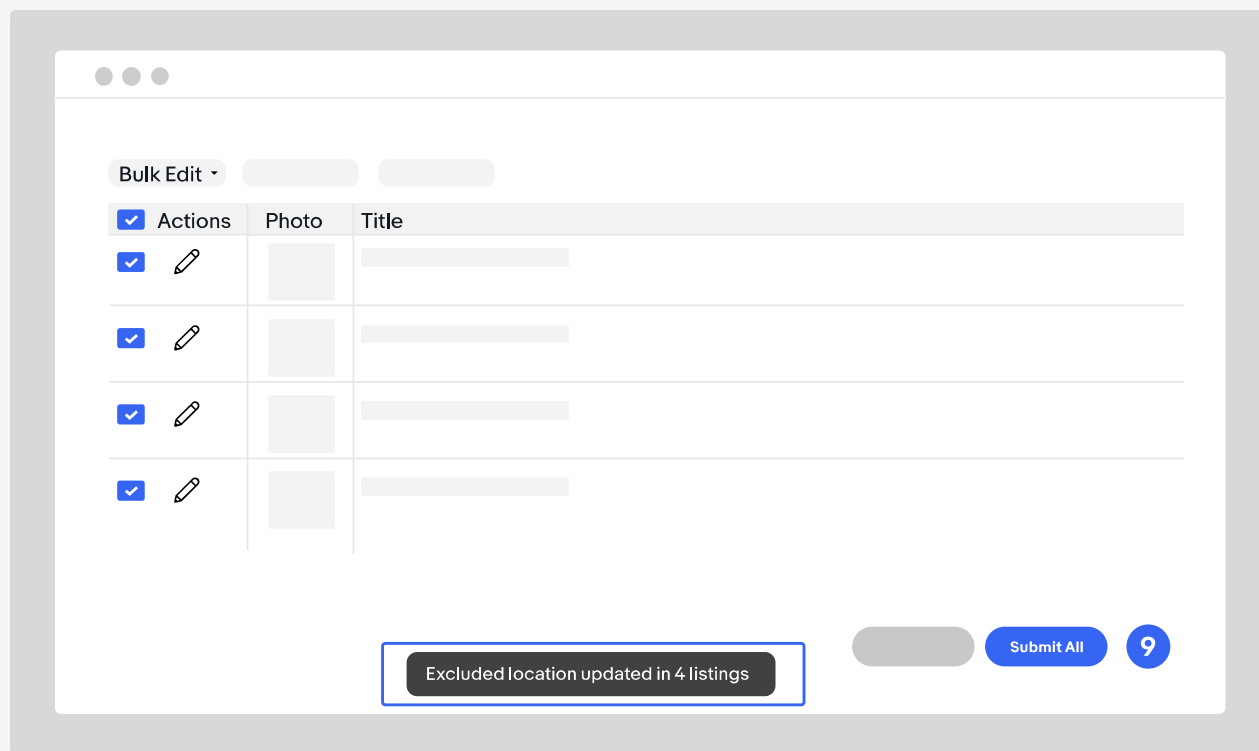 Bulk Edit
Actions Photo Title
Submit All 9
Excluded location updated in 4 listings